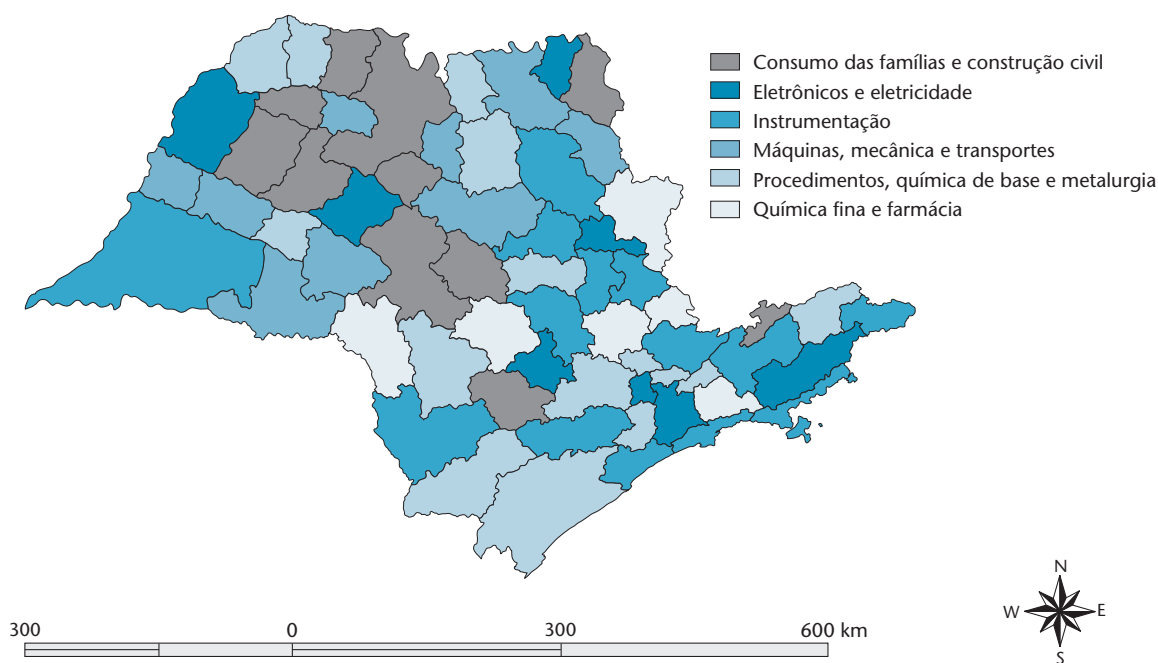 Consumo das famílias e construção civil
Eletrônicos e eletricidade
Instrumentação
Máquinas, mecânica e transportes
Procedimentos, química de base e metalurgia
Química fina e farmácia
N
W E
S
300 0 300 600 km